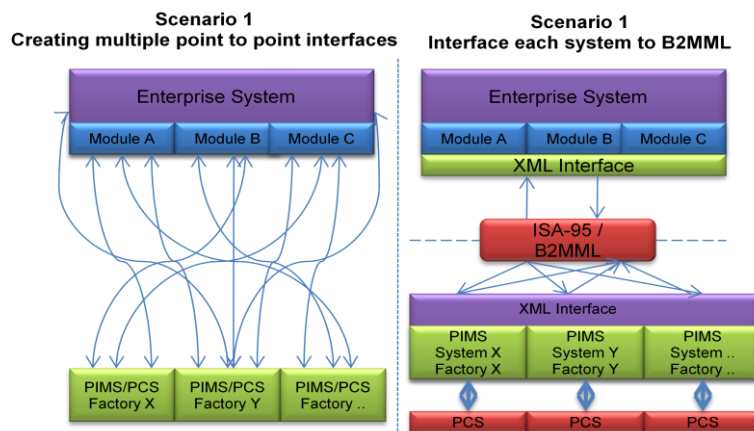 Scenario 1
Creating multiple point to point interfaces
Enterprise System
Module A
Module B
Module C
PIMS/PCS
Factory X
PIMS/PCS
Factory Y
PIMS/PCS
Factory ..
Scenario 1
Interface each system to B2MML
Enterprise System
Module A
Module B
Module C
XML Interface
ISA-95 /
B2MML
XML Interface
PIMS
System X
Factory X
PIMS
System Y
Factory Y
PIMS
System ..
Factory ..
PCS
PCS
PCS